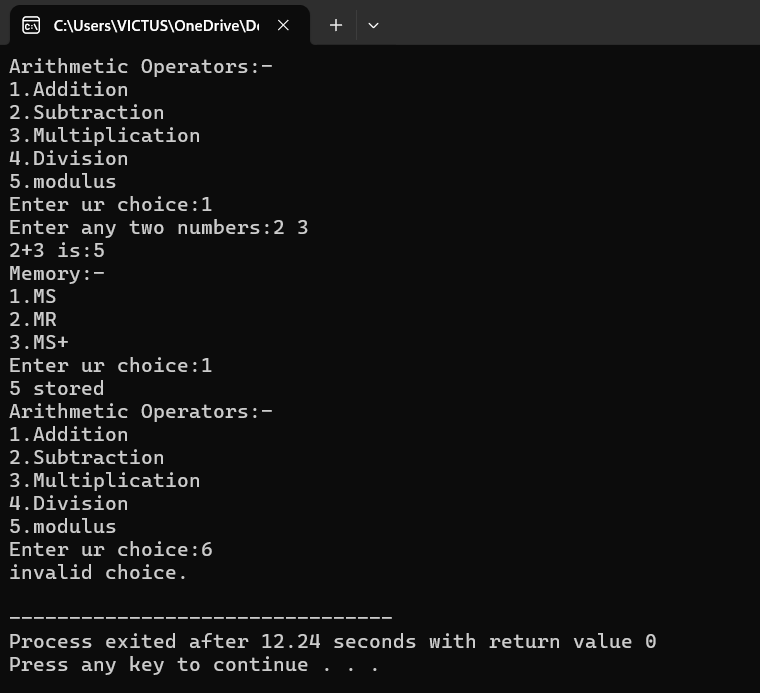 C:\Users\VICTUS\OneDrive\De
Arithmetic Operators:-
1.Addition
2.Subtraction
3.Multiplication
4.Division
5.modulus
Enter ur choice:1
Enter any two numbers:2 3
2+3 is:5
Memory:-
1.MS
2.MR
3.MS+
Enter ur choice:1
5 stored
Arithmetic Operators:-
1.Addition
2.Subtraction
3.Multiplication
4.Division
5.modulus
Enter ur choice:6
invalid choice.
--------------------------------
Process exited after 12.24 seconds with return value 0
Press any key to continue . . .